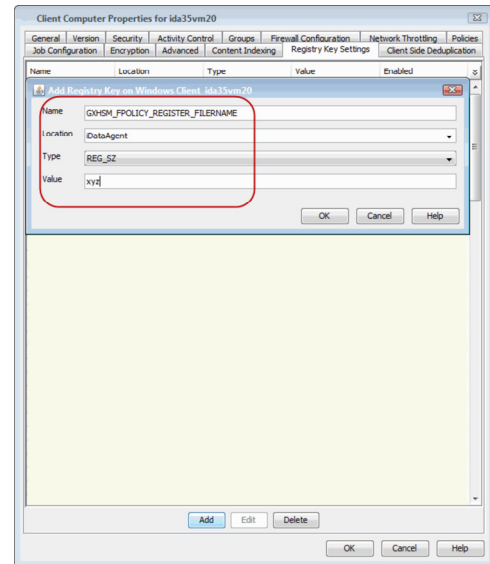 Client Computer Properties for ida35vm20
General Version Security Activity Control Groups Firewall Configuration Network Throttling Policies
Job Configuration Encryption Advanced Content Indexing Registry Key Settings Client Side Deduplication
Name Location Type Value Enabled
Add Registry Key on Windows Client ida35vm20
Name GXHSM_FPOLICY_REGISTER_FILERNAME
Location iDataAgent
Type REG_SZ
Value xyz
OK Cancel Help
Add Edit Delete
OK Cancel Help